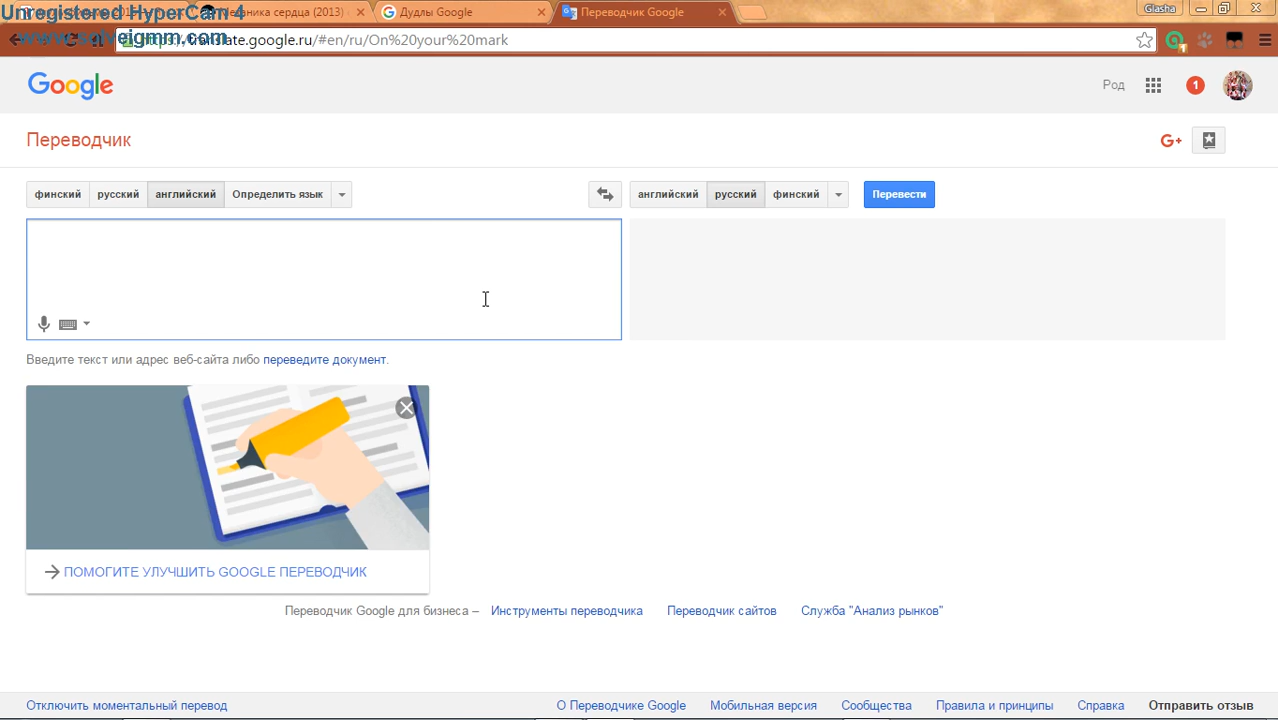 Unregistered HyperCam 4
www.solveigmm.com
механика сердца (2013)
Дудлы Google
Переводчик Google
Glasha
translate.google.ru/#en/ru/On%20your%20mark
Google
Род
1
Переводчик
G+
финский русский английский Определить язык
английский русский финский Перевести
Введите текст или адрес веб-сайта либо переведите документ.
ПОМОГИТЕ УЛУЧШИТЬ GOOGLE ПЕРЕВОДЧИК
Переводчик Google для бизнеса – Инструменты переводчика Переводчик сайтов Служба "Анализ рынков"
Отключить моментальный перевод О Переводчике Google Мобильная версия Сообщества Правила и принципы Справка Отправить отзыв